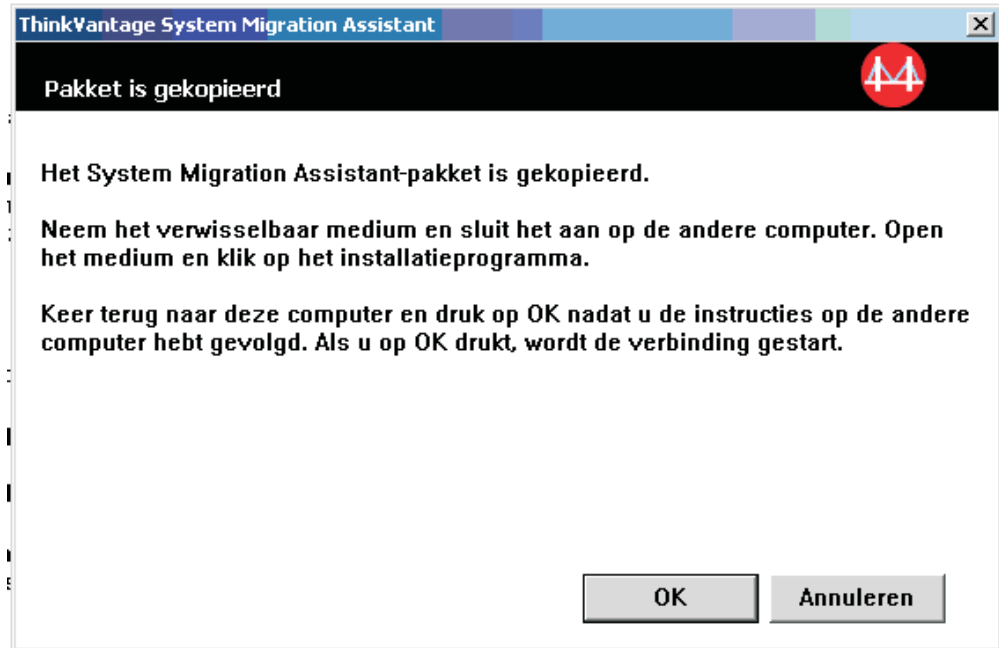 ThinkVantage System Migration Assistant
Pakket is gekopieerd
Het System Migration Assistant-pakket is gekopieerd.
Neem het verwisselbaar medium en sluit het aan op de andere computer. Open
het medium en klik op het installatieprogramma.
Keer terug naar deze computer en druk op OK nadat u de instructies op de andere
computer hebt gevolgd. Als u op OK drukt, wordt de verbinding gestart.
OK
Annuleren